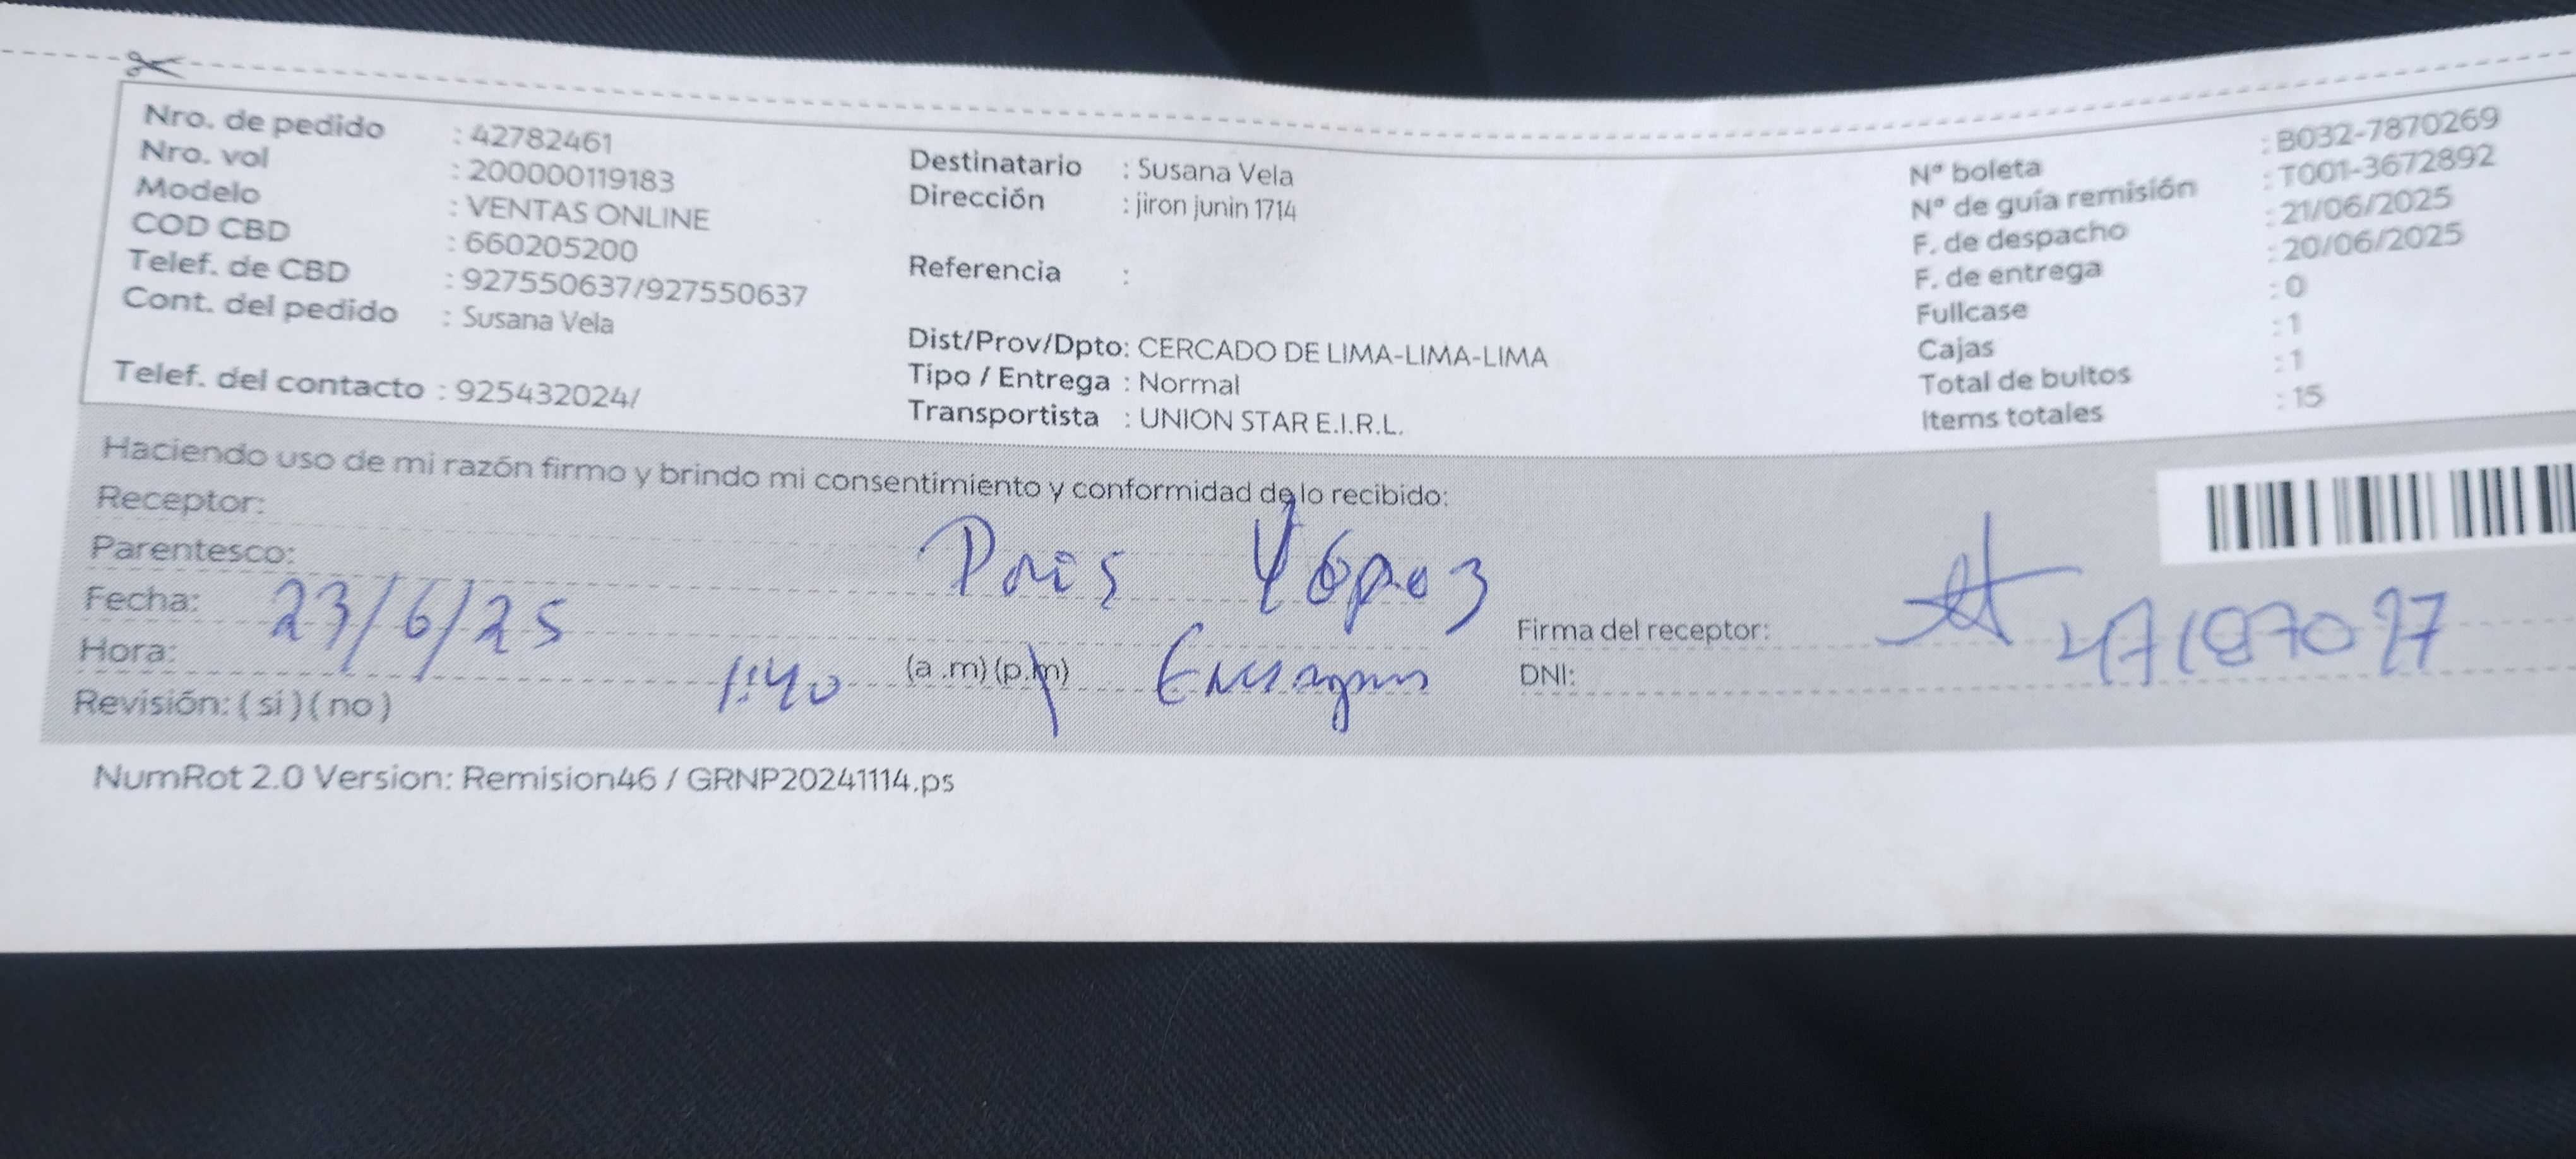 Nro. de pedido : 42782461
Nro. vol : 200000119183
Modelo : VENTAS ONLINE
COD CBD : 660205200
Telef. de CBD : 927550637/927550637
Cont. del pedido : Susana Vela
Telef. del contacto : 925432024/
Destinatario : Susana Vela
Dirección : jiron junin 1714
Referencia :
Dist/Prov/Dpto: CERCADO DE LIMA-LIMA-LIMA
Tipo / Entrega : Normal
Transportista : UNION STAR E.I.R.L.
N° boleta : B032-7870269
N° de guía remisión : T001-3672892
F. de despacho : 21/06/2025
F. de entrega : 20/06/2025
Fullcase : 0
Cajas : 1
Total de bultos : 1
Items totales : 15
Haciendo uso de mi razón firmo y brindo mi consentimiento y conformidad de lo recibido:
Receptor:
Parentesco:
Fecha: 23/6/25
Hora: 1:40 (a .m) (p.m)
Revisión: ( si ) ( no )
Firma del receptor:
DNI:
NumRot 2.0 Version: Remision46 / GRNP20241114.ps